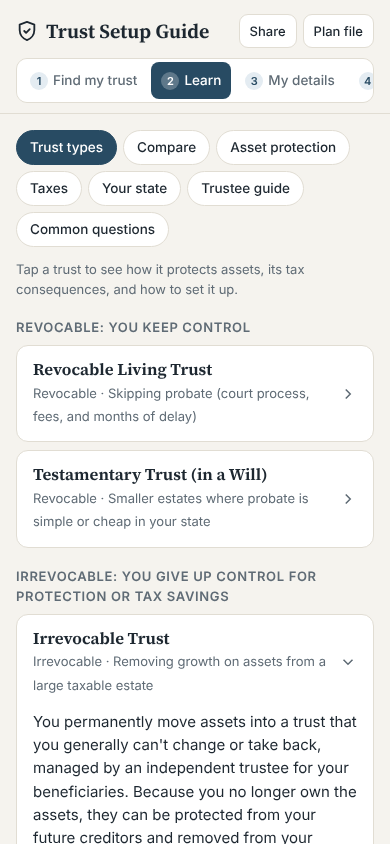 Trust Setup Guide
Share
Plan file
1 Find my trust
2 Learn
3 My details
4
Trust types
Compare
Asset protection
Taxes
Your state
Trustee guide
Common questions
Tap a trust to see how it protects assets, its tax
consequences, and how to set it up.
REVOCABLE: YOU KEEP CONTROL
Revocable Living Trust
Revocable · Skipping probate (court process,
fees, and months of delay)
Testamentary Trust (in a Will)
Revocable · Smaller estates where probate is
simple or cheap in your state
IRREVOCABLE: YOU GIVE UP CONTROL FOR
PROTECTION OR TAX SAVINGS
Irrevocable Trust
Irrevocable · Removing growth on assets from a
large taxable estate
You permanently move assets into a trust that
you generally can't change or take back,
managed by an independent trustee for your
beneficiaries. Because you no longer own the
assets, they can be protected from your
future creditors and removed from your